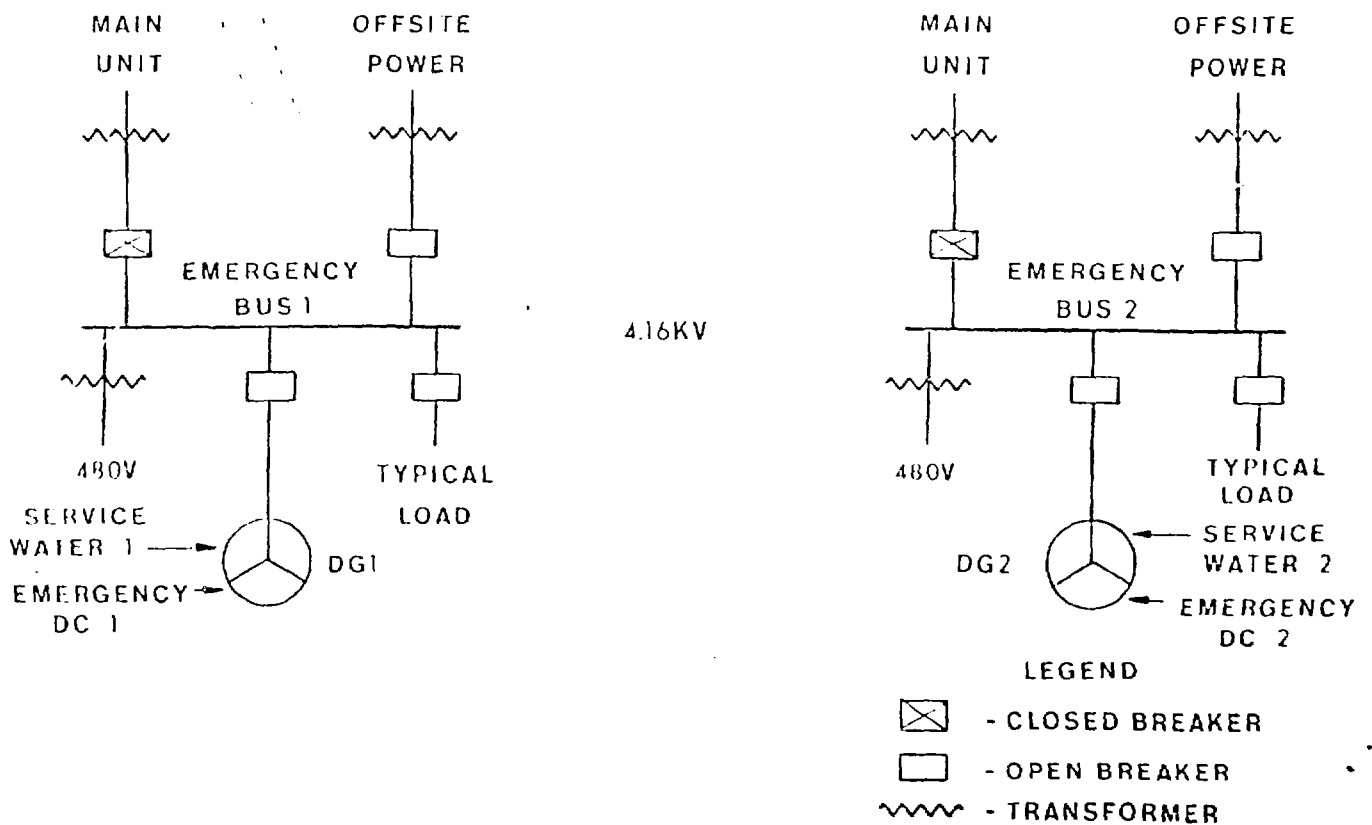 MAIN
UNIT
OFFSITE
POWER
EMERGENCY
BUS 1
480V
TYPICAL
LOAD
SERVICE
WATER 1
EMERGENCY
DC 1
DG1
4.16KV
MAIN
UNIT
OFFSITE
POWER
EMERGENCY
BUS 2
480V
TYPICAL
LOAD
DG2
SERVICE
WATER 2
EMERGENCY
DC 2
LEGEND
- CLOSED BREAKER
- OPEN BREAKER
- TRANSFORMER